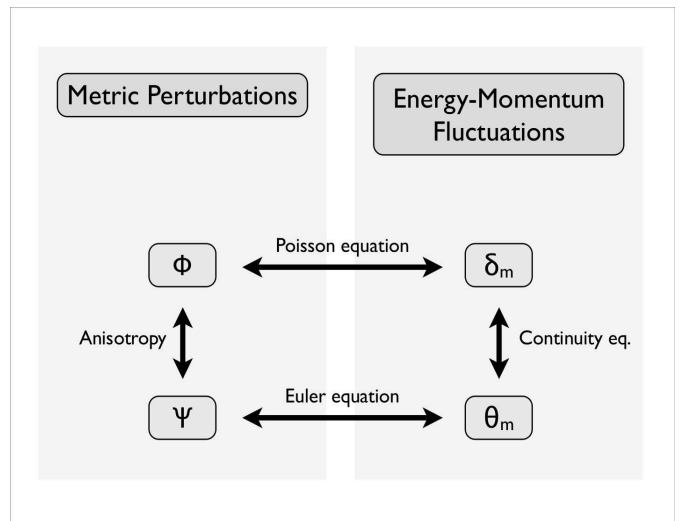 Metric Perturbations
Energy-Momentum
Fluctuations
Poisson equation
Φ
δm
Anisotropy
Continuity eq.
Euler equation
Ψ
θm